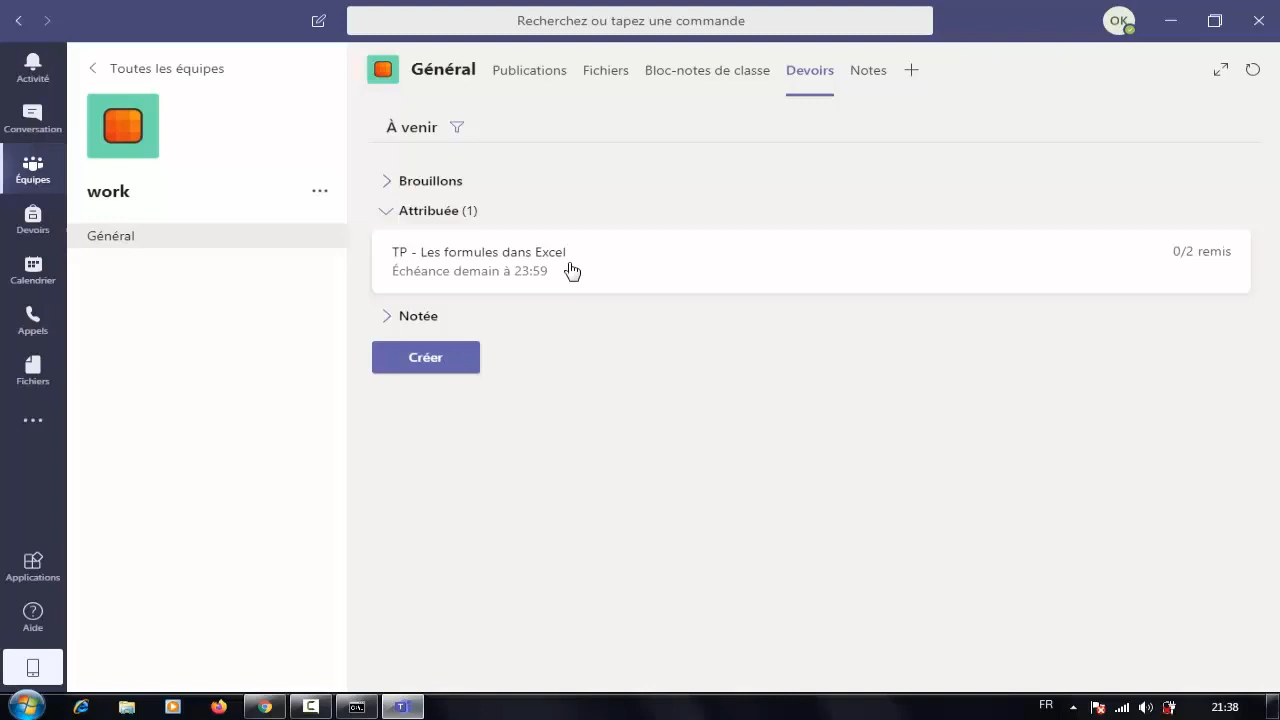 Recherchez ou tapez une commande
OK
Activité
Conversation
Équipes
Devoirs
Calendrier
Appels
Fichiers
Applications
Aide
Toutes les équipes
work
Général
Général Publications Fichiers Bloc-notes de classe Devoirs Notes
À venir
Brouillons
Attribuée (1)
TP - Les formules dans Excel
0/2 remis
Échéance demain à 23:59
Notée
Créer
FR
21:38